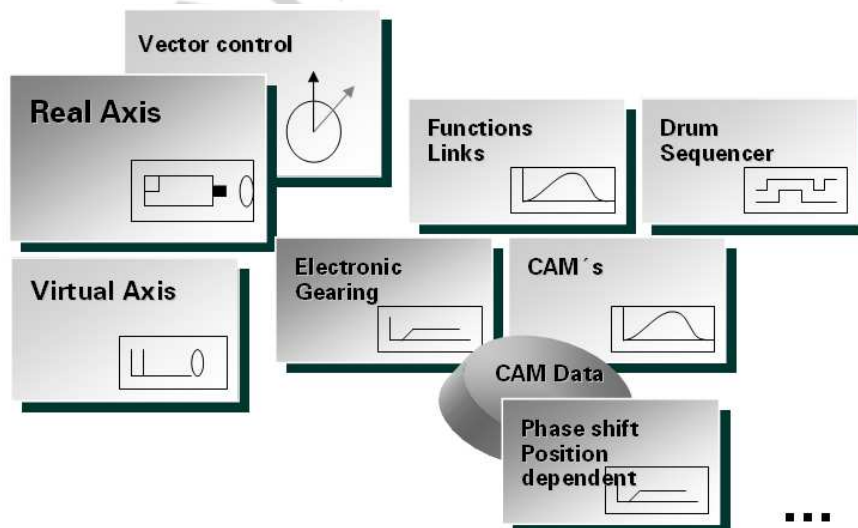 Vector control
Real Axis
Functions
Links
Drum
Sequencer
Virtual Axis
Electronic
Gearing
CAM´s
CAM Data
Phase shift
Position
dependent
...